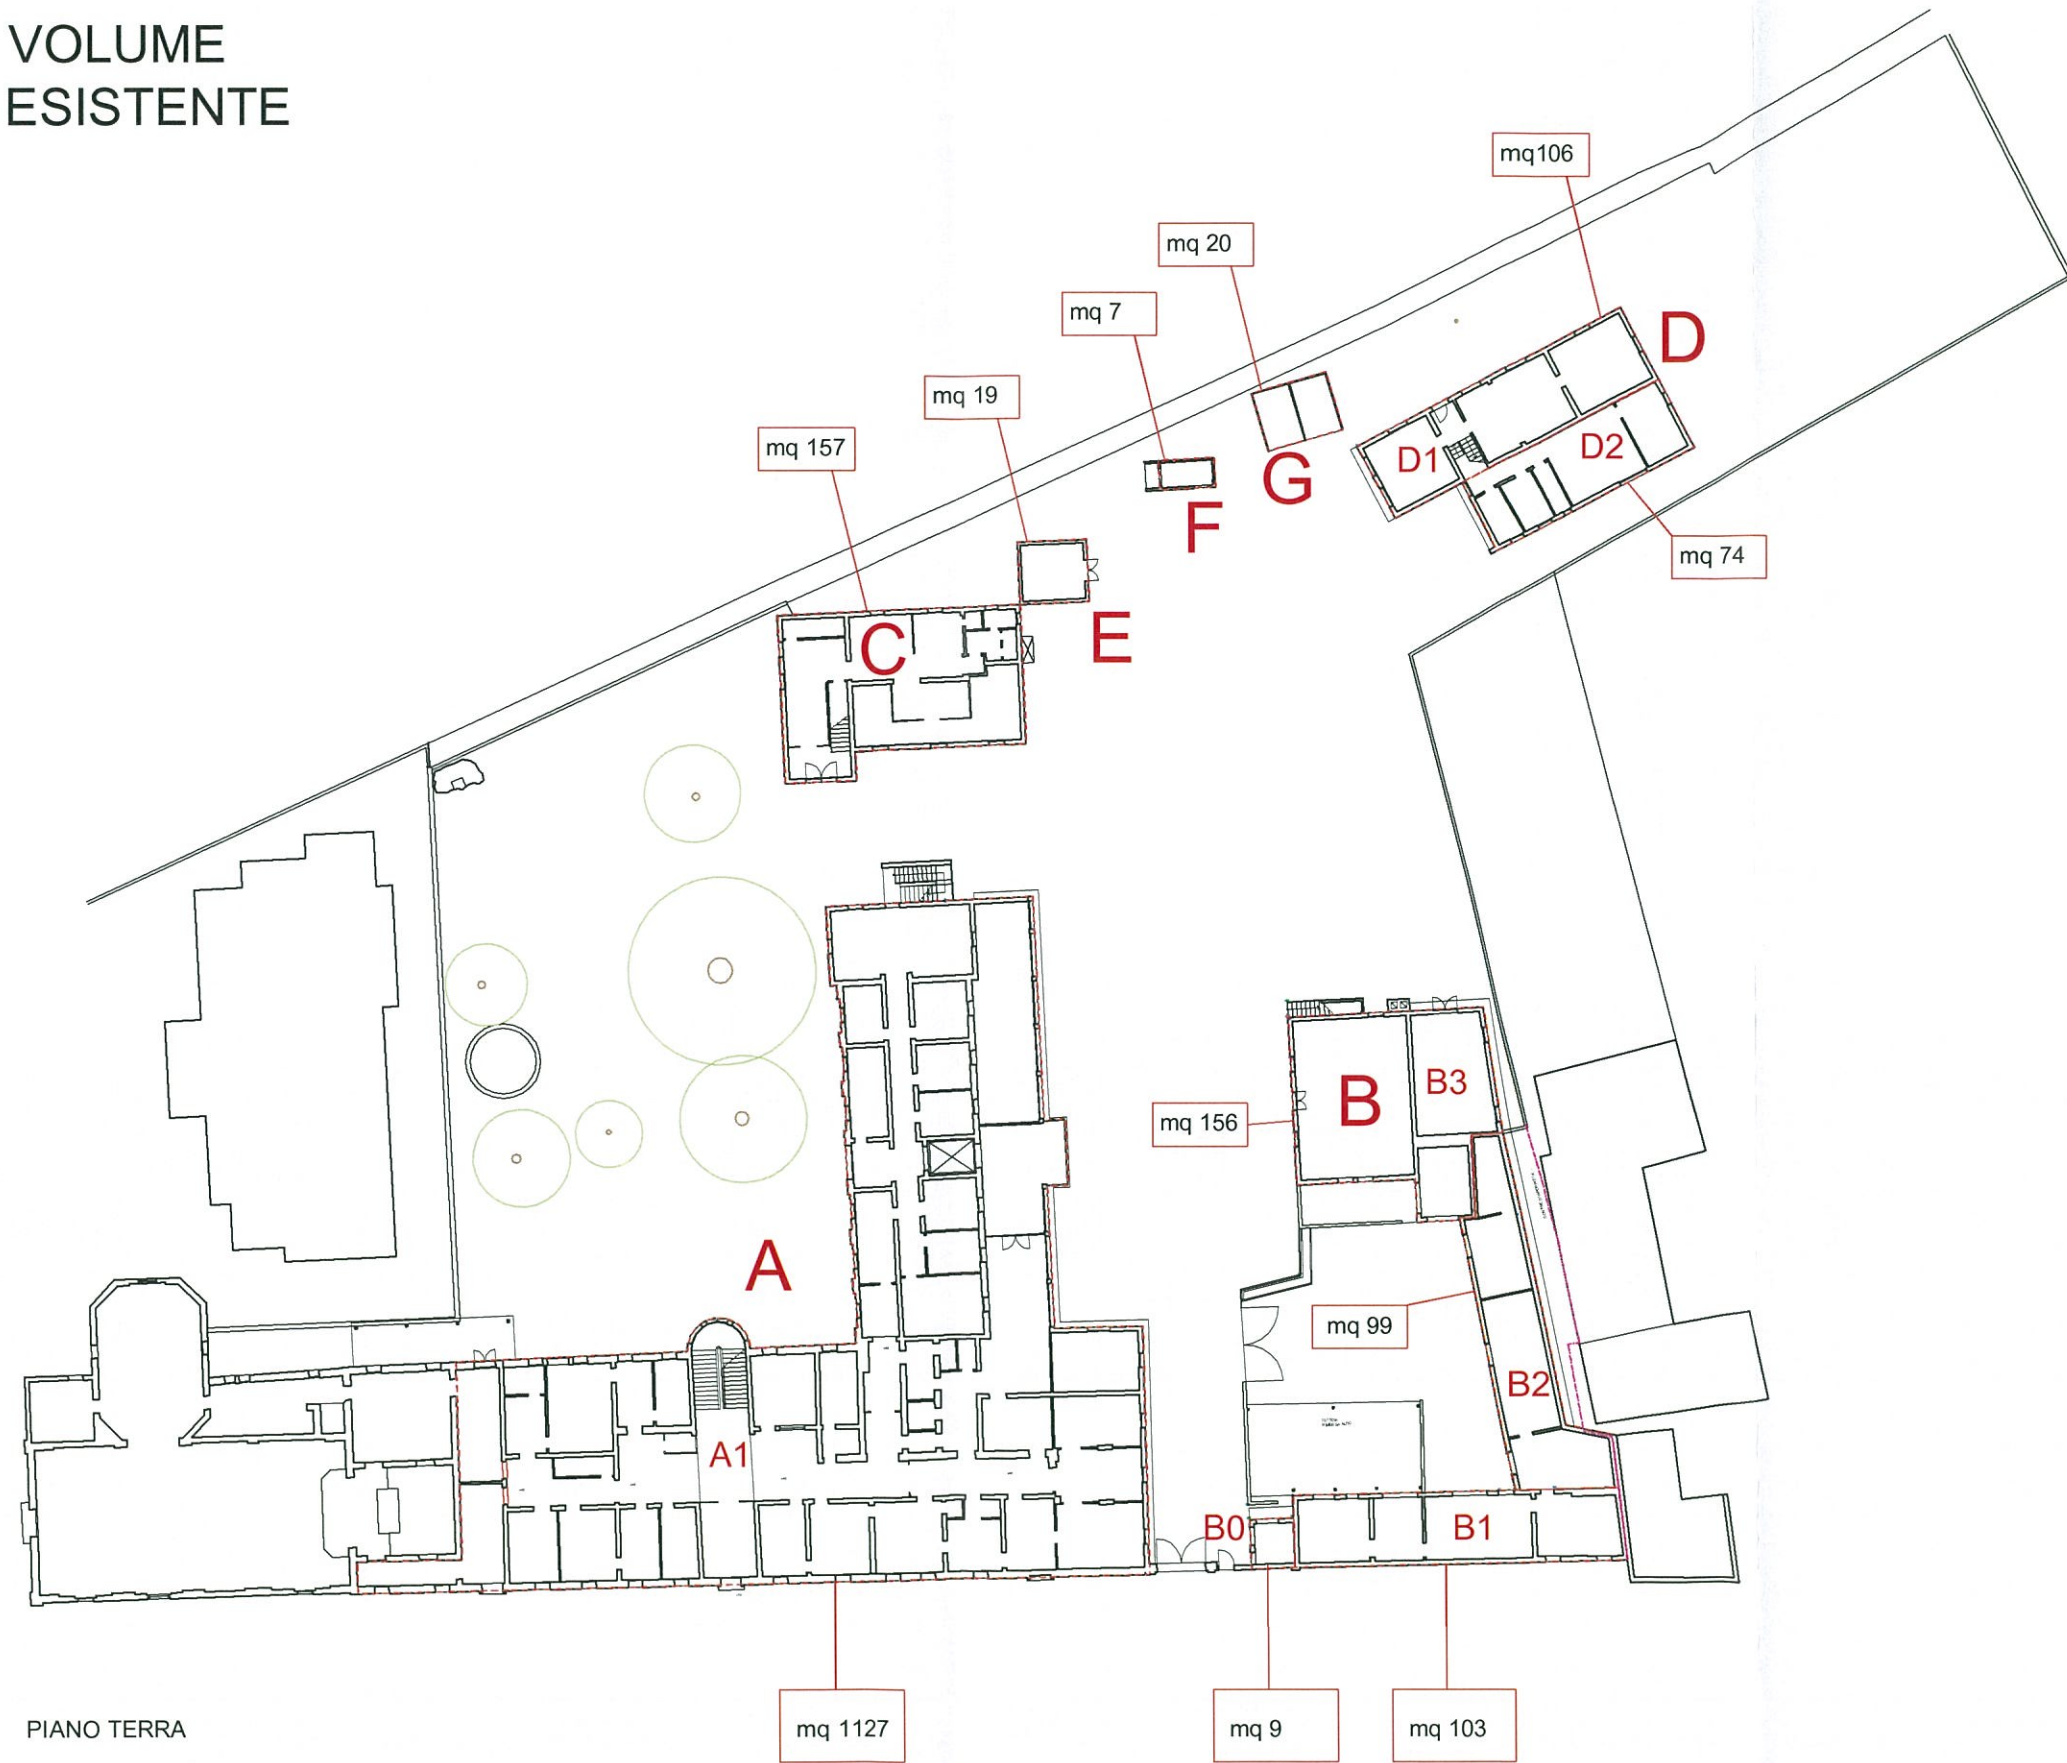 VOLUME
ESISTENTE
mq106
mq 20
mq 7
D
mq 19
mq 157
D1
D2
G
F
mq 74
E
C
B
B3
mq 156
A
mq 99
B2
A1
B0
B1
PIANO TERRA
mq 1127
mq 9
mq 103